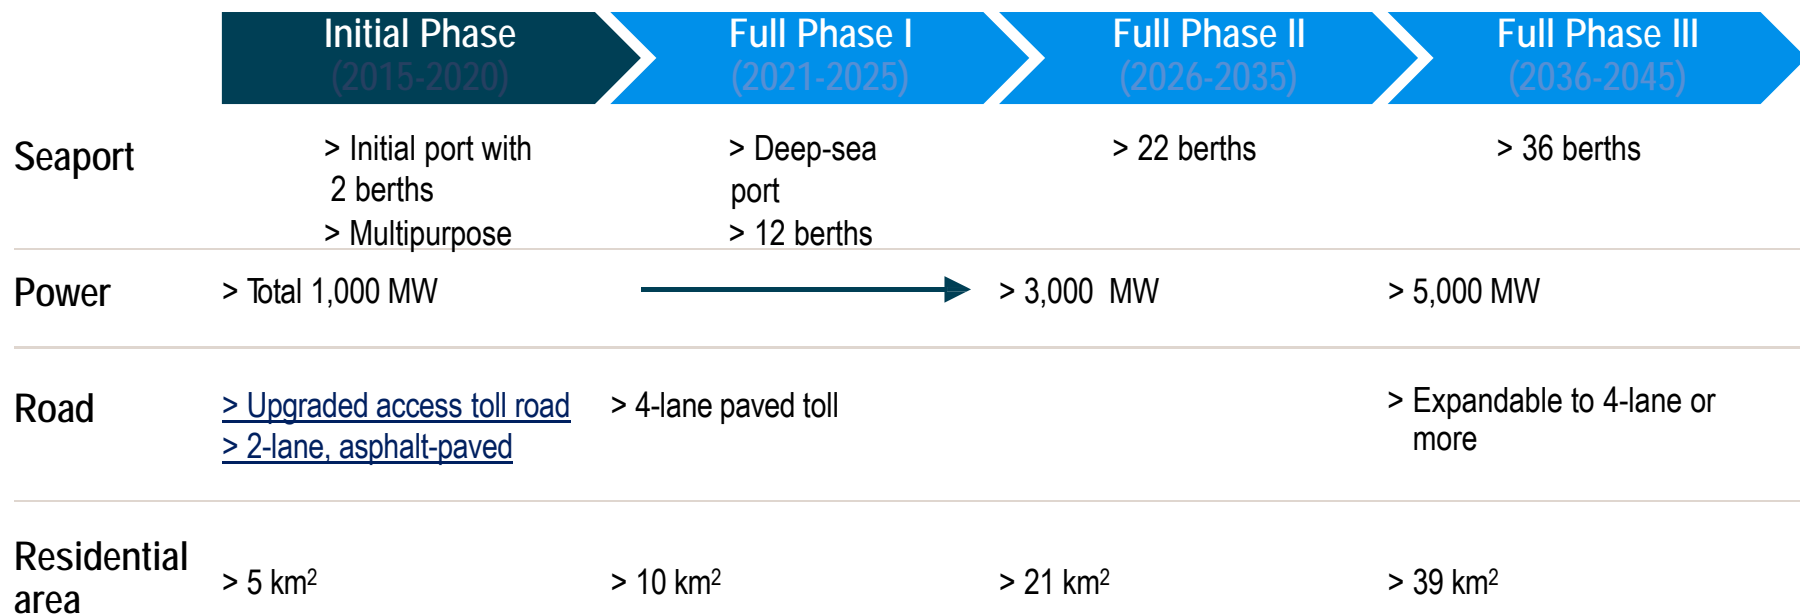 Initial Phase
(2015-2020)
Full Phase I
(2021-2025)
Full Phase II
(2026-2035)
Full Phase III
(2036-2045)
Seaport
> Initial port with
2 berths
> Multipurpose
> Deep-sea
port
> 12 berths
> 22 berths
> 36 berths
Power
> Total 1,000 MW
> 3,000 MW
> 5,000 MW
Road
> Upgraded access toll road
> 2-lane, asphalt-paved
> 4-lane paved toll
> Expandable to 4-lane or
more
Residential
area
> 5 km²
> 10 km²
> 21 km²
> 39 km²